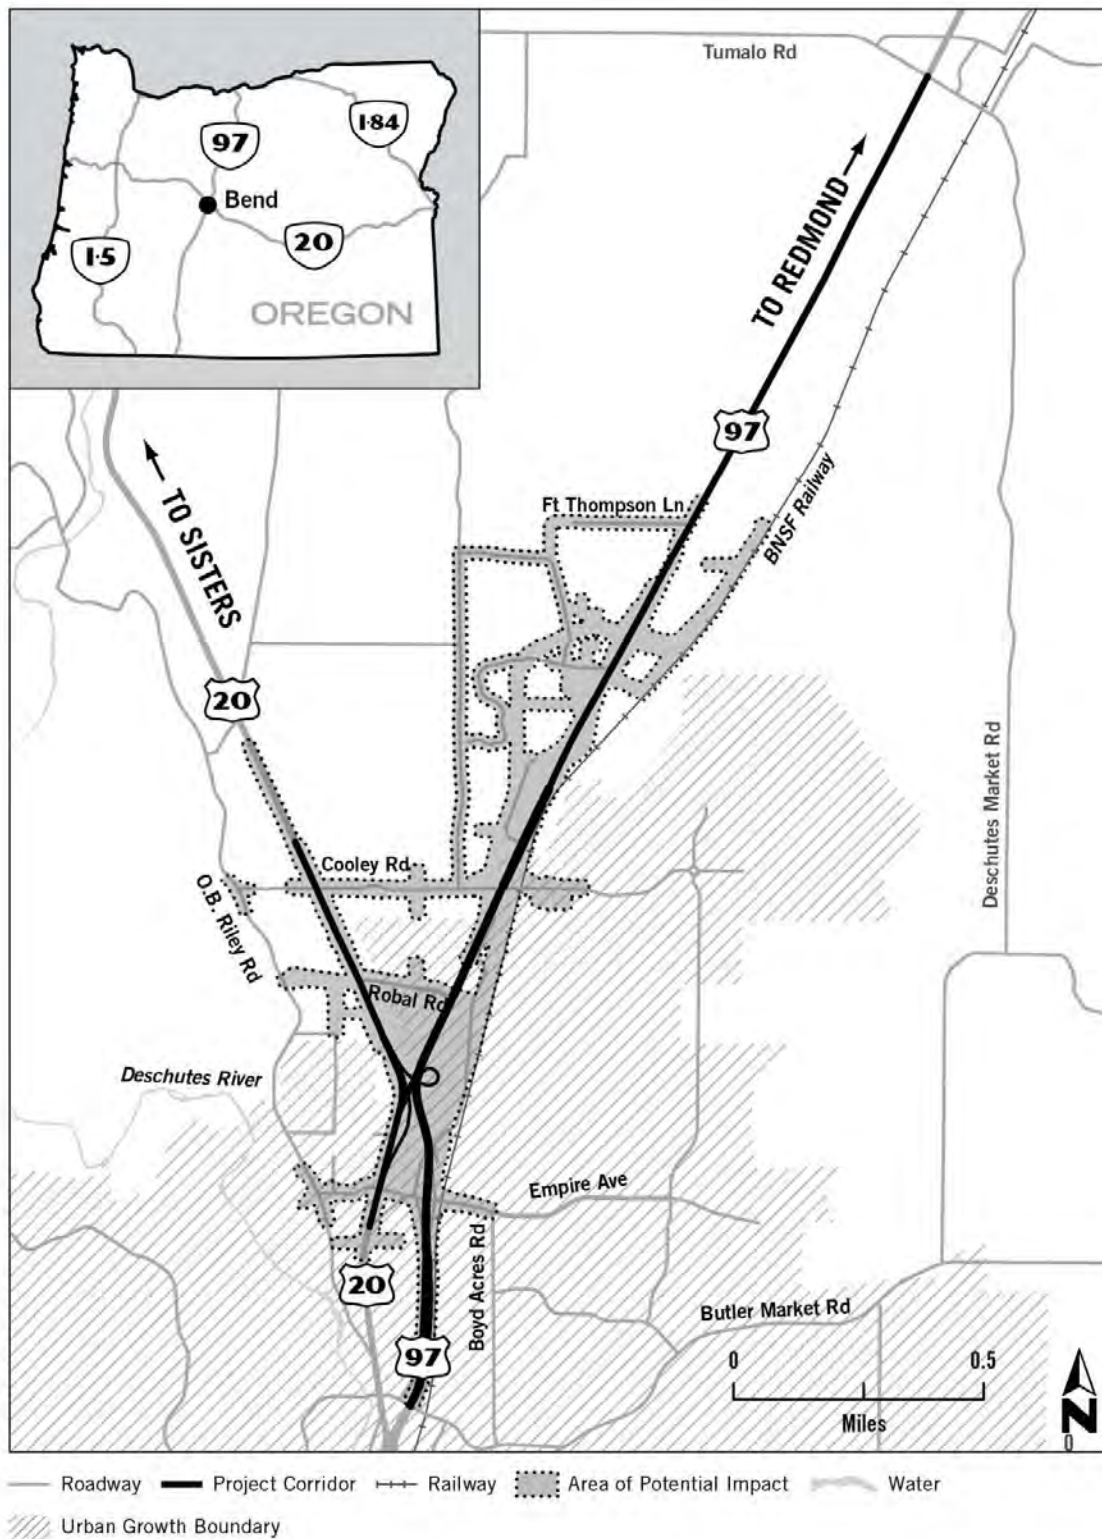 Tumalo Rd
97
I-84
Bend
I-5
20
OREGON
TO REDMOND
97
Ft Thompson Ln
BNSF Railway
TO SISTERS
20
Deschutes Market Rd
Cooley Rd
O.B. Riley Rd
Robal Rd
Deschutes River
Empire Ave
Boyd Acres Rd
20
Butler Market Rd
97
0 0.5
Miles
N
0
Roadway Project Corridor Railway Area of Potential Impact Water
Urban Growth Boundary